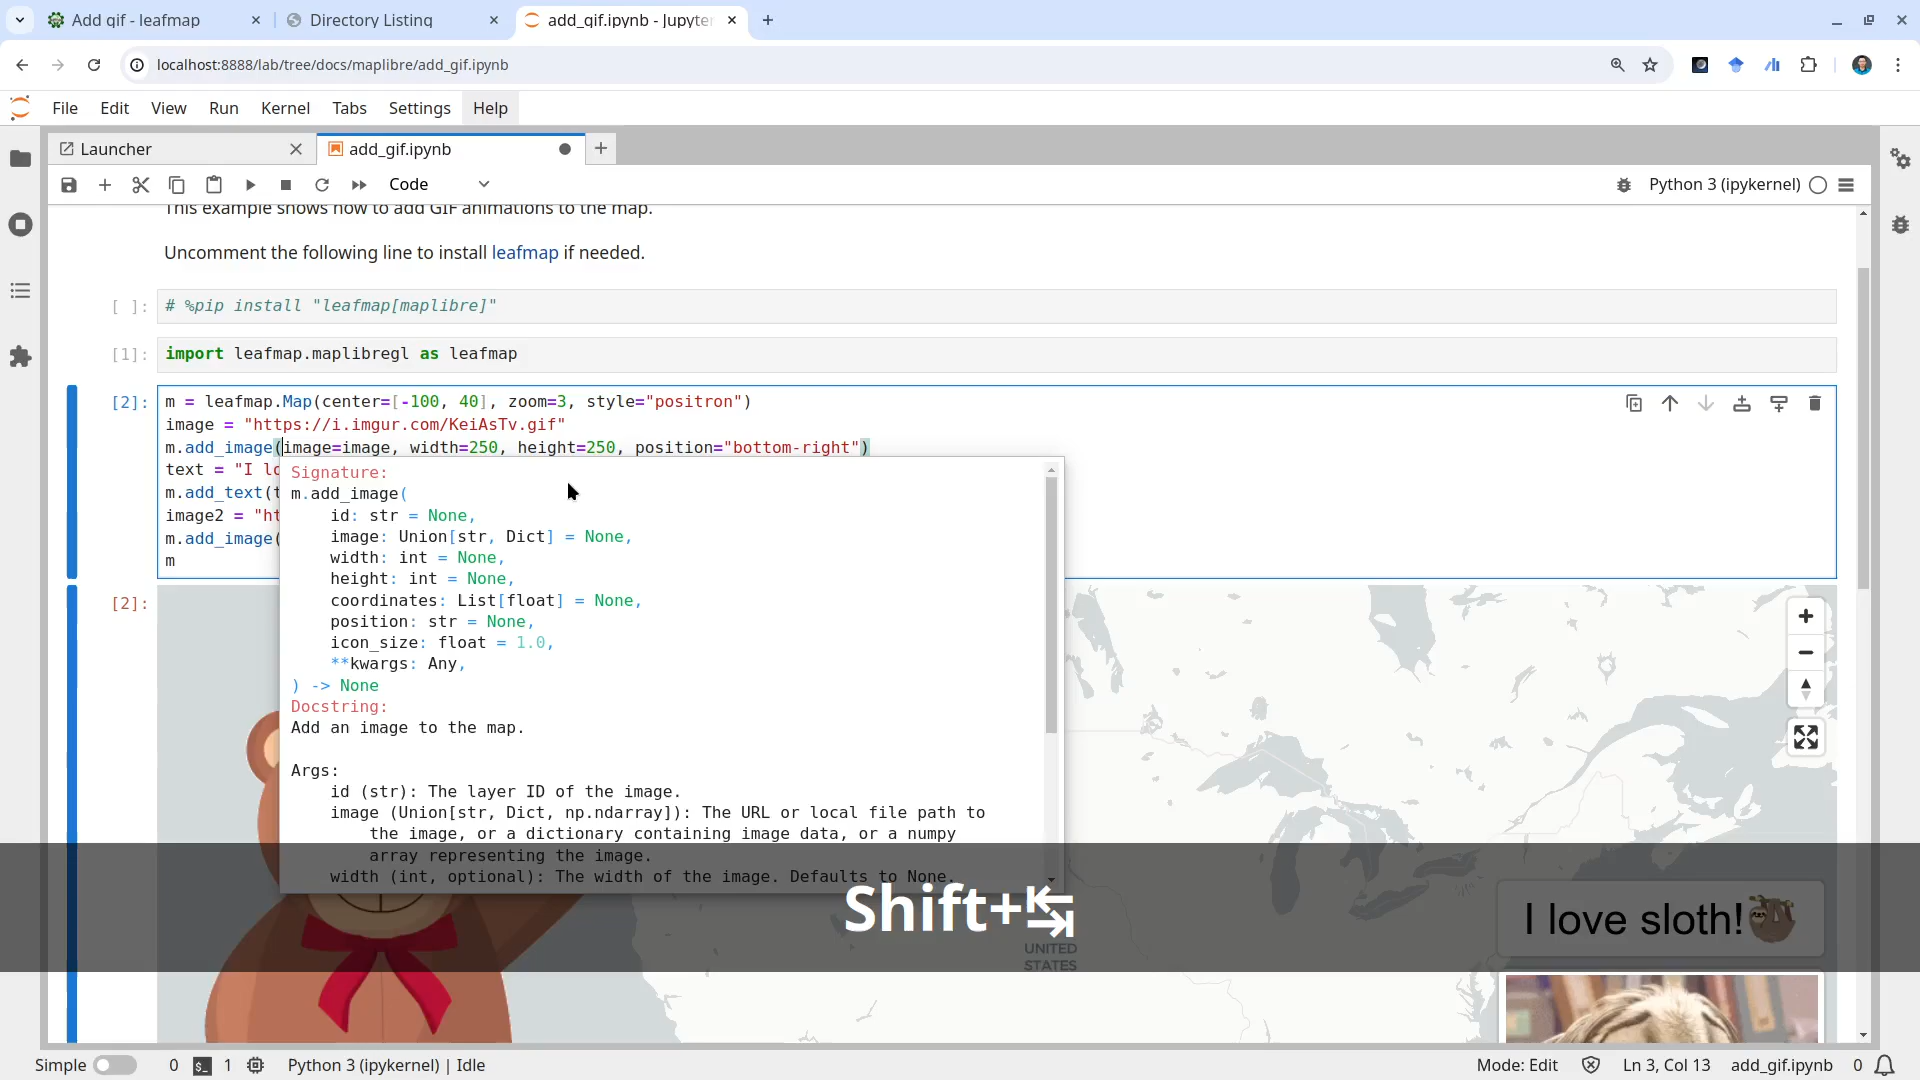 Add gif - leafmap
Directory Listing
add_gif.ipynb - Jupyter
localhost:8888/lab/tree/docs/maplibre/add_gif.ipynb
File Edit View Run Kernel Tabs Settings Help
Launcher
add_gif.ipynb
Code
Python 3 (ipykernel)
This example shows how to add GIF animations to the map.
Uncomment the following line to install leafmap if needed.
[ ]:
# %pip install "leafmap[maplibre]"
[1]:
import leafmap.maplibregl as leafmap
[2]:
m = leafmap.Map(center=[-100, 40], zoom=3, style="positron")
image = "https://i.imgur.com/KeiAsTv.gif"
m.add_image(image=image, width=250, height=250, position="bottom-right")
text = "I lo
m.add_text(t
image2 = "ht
m.add_image(
m
Signature:
m.add_image(
id: str = None,
image: Union[str, Dict] = None,
width: int = None,
height: int = None,
coordinates: List[float] = None,
position: str = None,
icon_size: float = 1.0,
**kwargs: Any,
) -> None
Docstring:
Add an image to the map.
Args:
id (str): The layer ID of the image.
image (Union[str, Dict, np.ndarray]): The URL or local file path to
the image, or a dictionary containing image data, or a numpy
array representing the image.
width (int, optional): The width of the image. Defaults to None.
[2]:
Shift+↹
UNITED
STATES
I love sloth!🦥
Simple 0 1 Python 3 (ipykernel) | Idle Mode: Edit Ln 3, Col 13 add_gif.ipynb 0